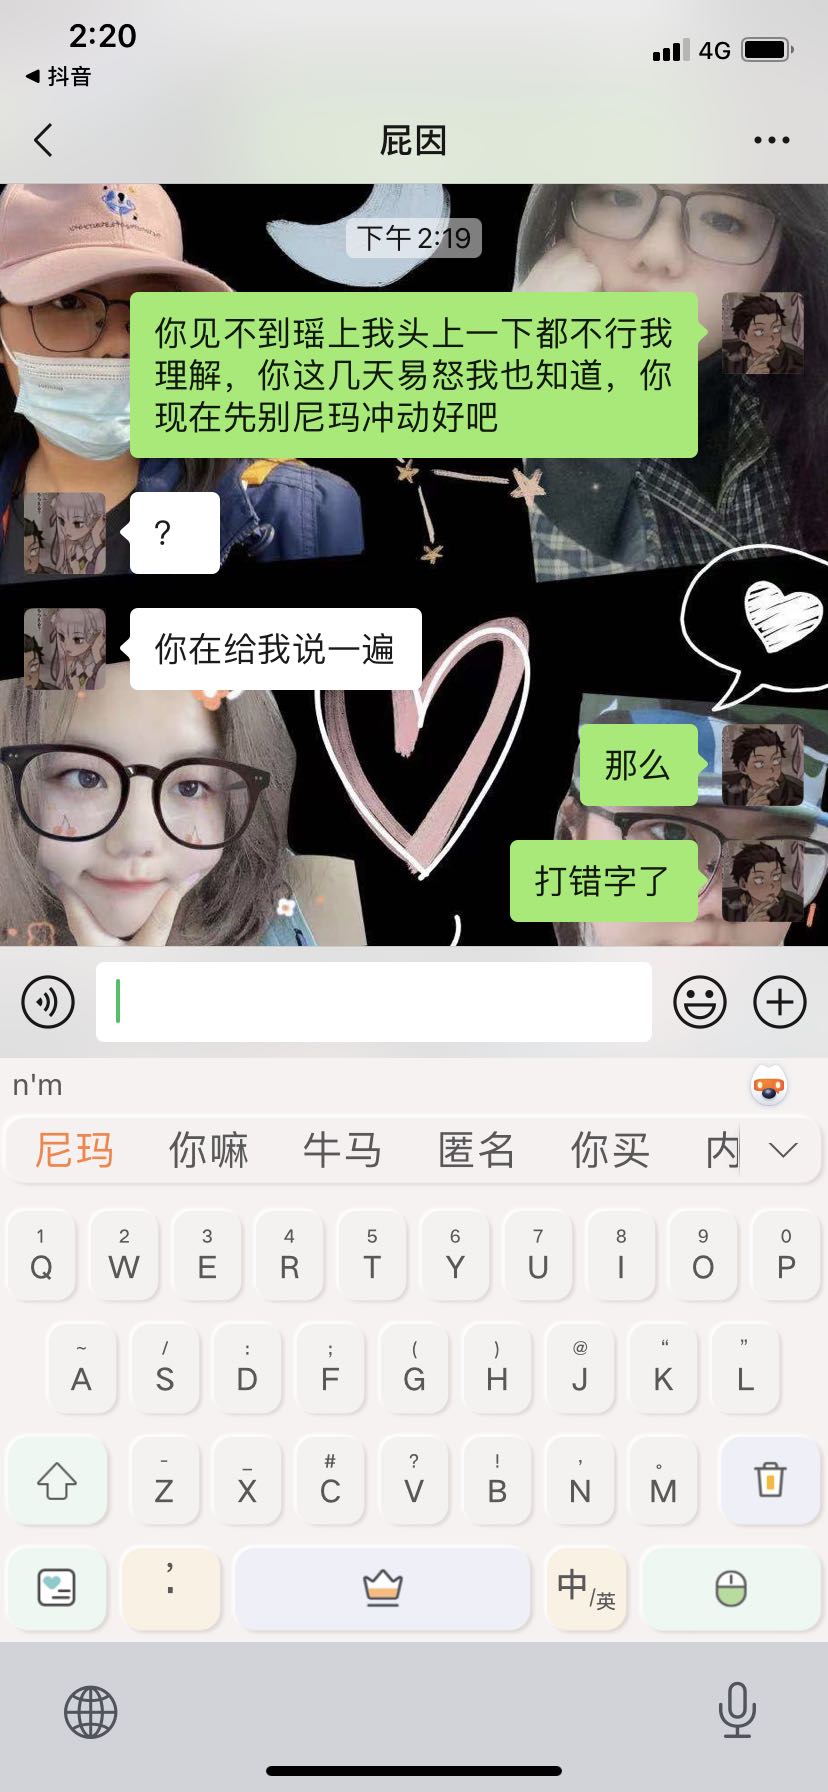 2:20
4G
抖音
屁因
下午2:19
你见不到瑶上我头上一下都不行我
理解，你这几天易怒我也知道，你
现在先别尼玛冲动好吧
?
你在给我说一遍
那么
打错字了
n'm
尼玛 你嘛 牛马 匿名 你买 内
1 2 3 4 5 6 7 8 9 0
Q W E R T Y U I O P
~ / : ; ( ) @ “ ”
A S D F G H J K L
- _ # ? ! ' 。
Z X C V B N M
, . 中/英